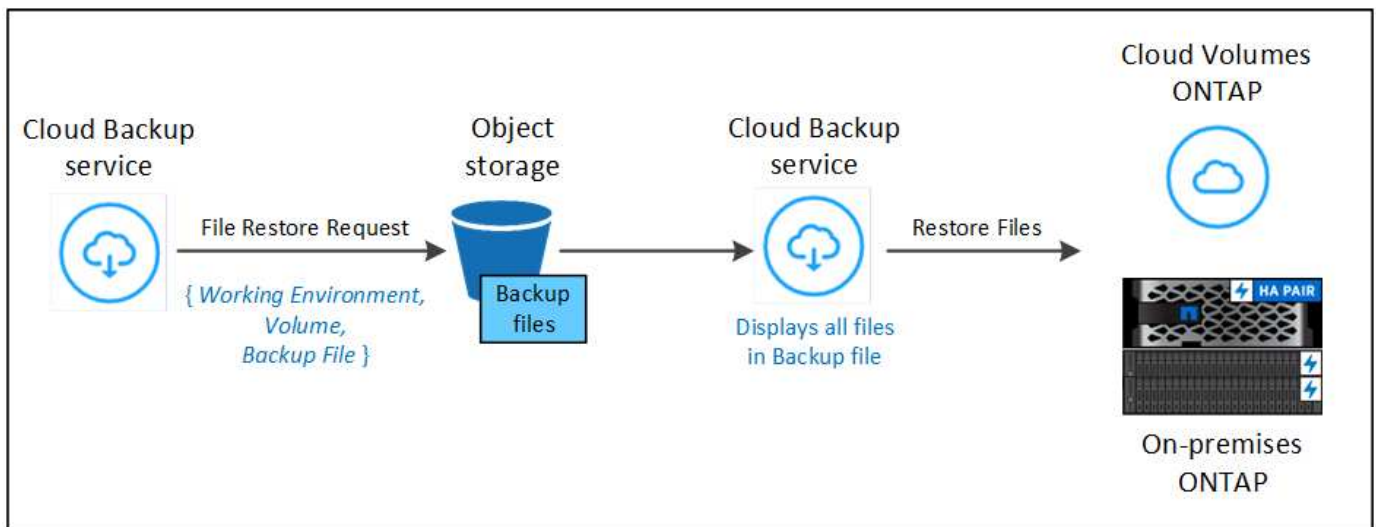 Cloud Backup
service
File Restore Request
{ Working Environment,
Volume,
Backup File }
Object
storage
Backup
files
Cloud Backup
service
Displays all files
in Backup file
Restore Files
Cloud Volumes
ONTAP
HA PAIR
On-premises
ONTAP